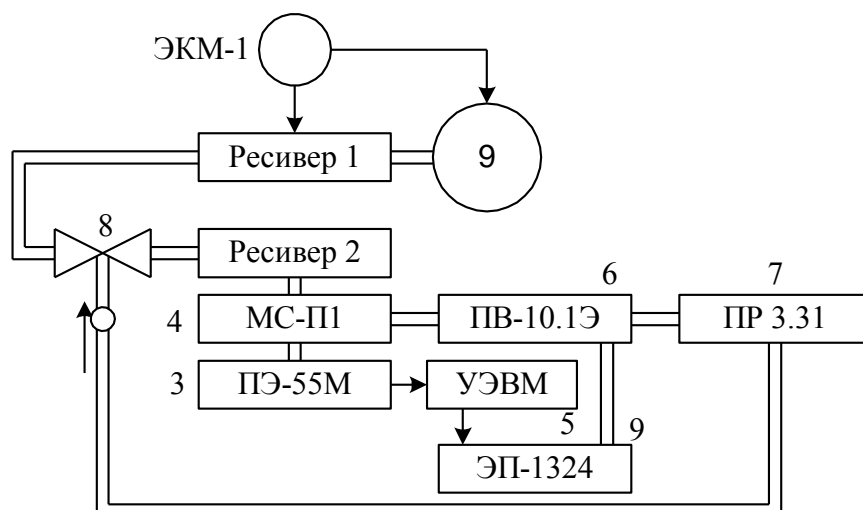 ЭКМ-1
Ресивер 1
9
8
Ресивер 2
6
7
4
МС-П1
ПВ-10.1Э
ПР 3.31
3
ПЭ-55М
УЭВМ
5
9
ЭП-1324